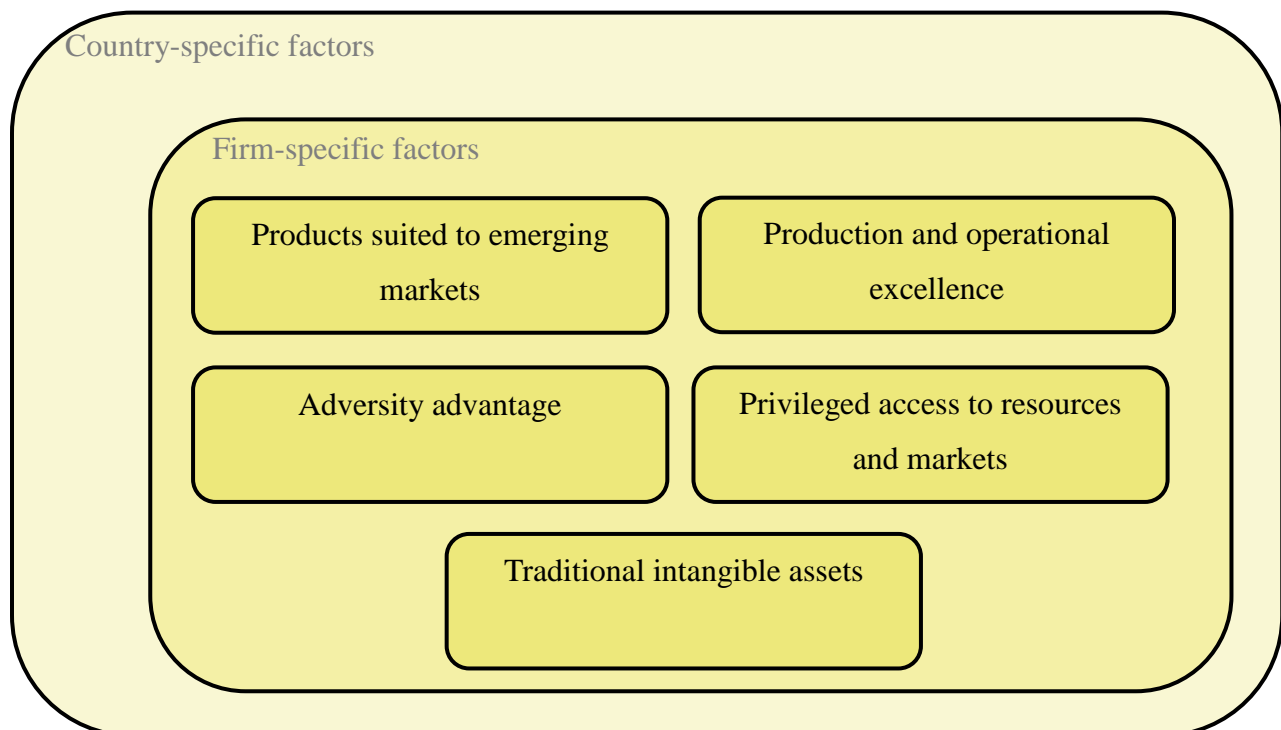 Country-specific factors
Firm-specific factors
Products suited to emerging
markets
Production and operational
excellence
Adversity advantage
Privileged access to resources
and markets
Traditional intangible assets